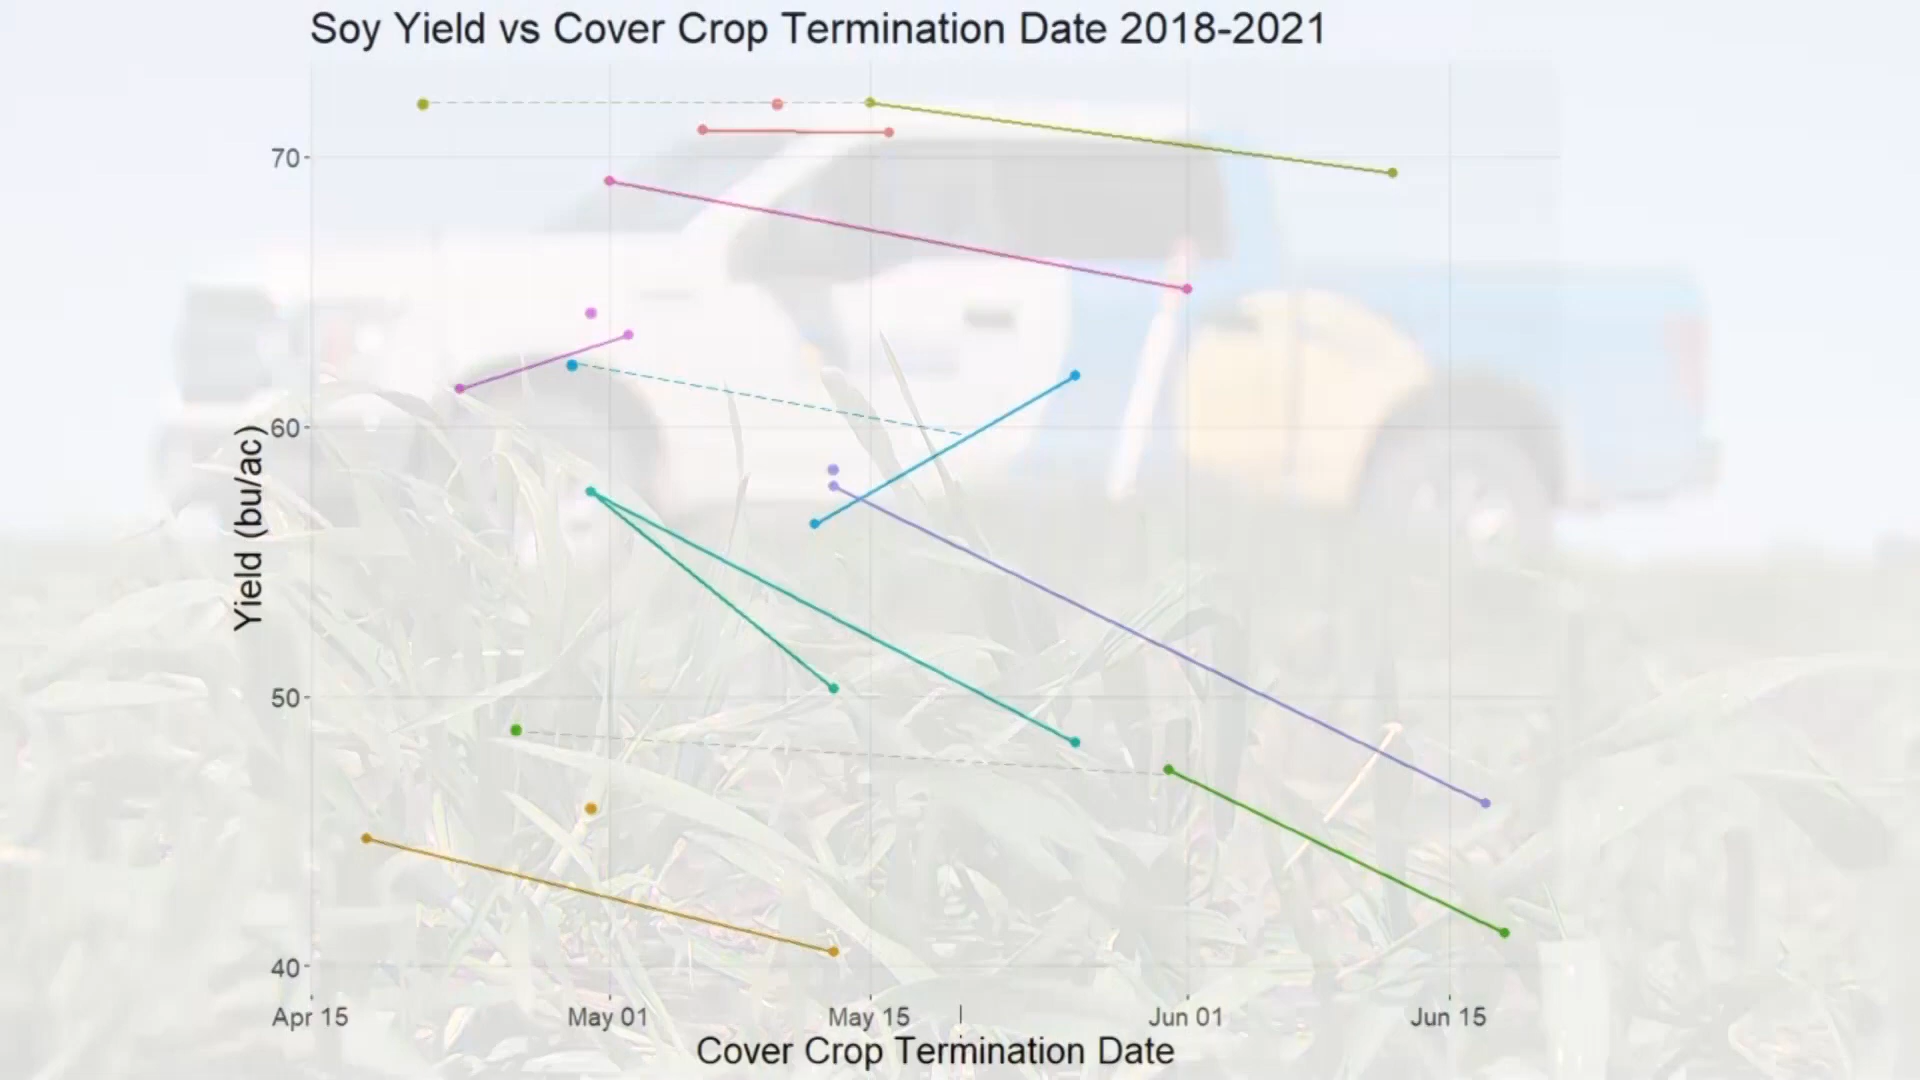 Soy Yield vs Cover Crop Termination Date 2018-2021
70
60
50
40
Yield (bu/ac)
Apr 15
May 01
May 15
Jun 01
Jun 15
Cover Crop Termination Date